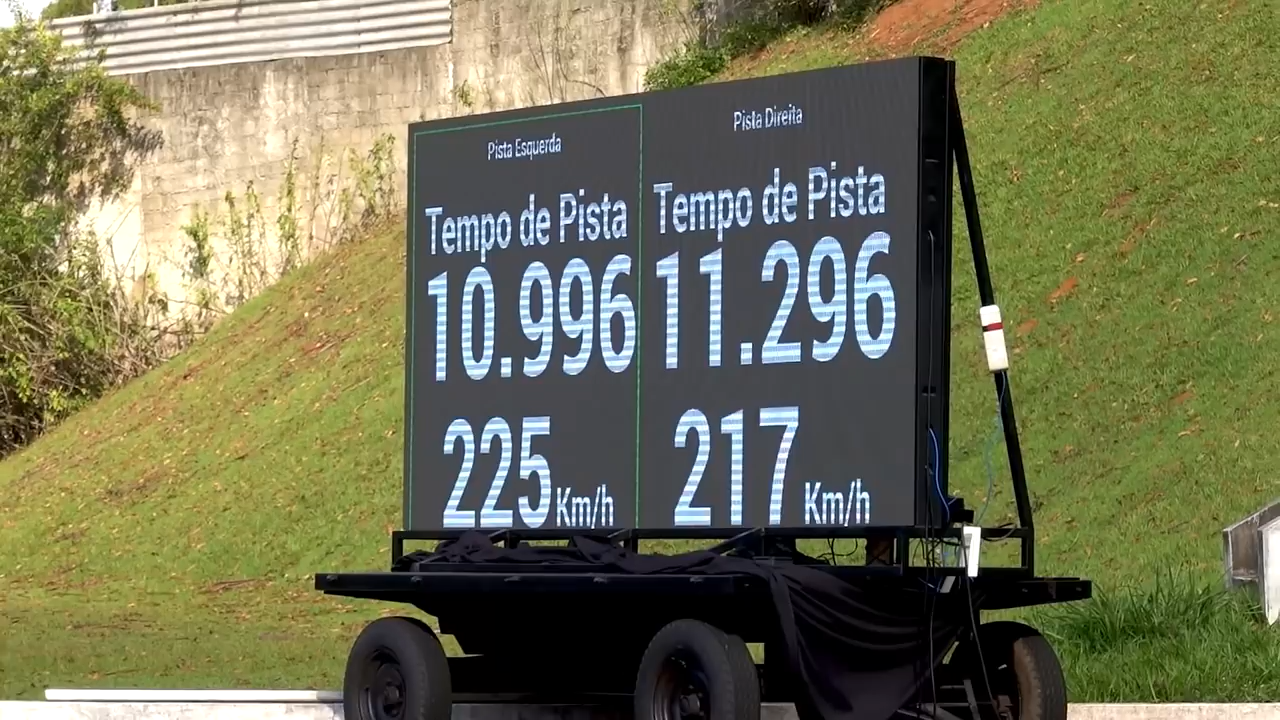 Pista Esquerda
Tempo de Pista
10.996
225 Km/h
Pista Direita
Tempo de Pista
11.296
217 Km/h